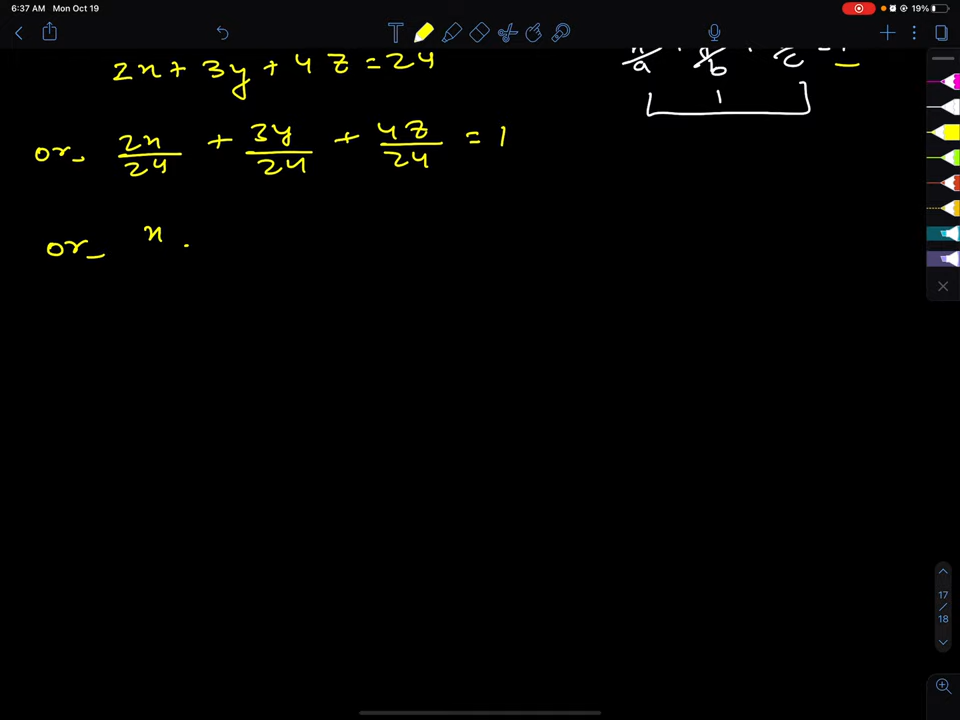 6:37 AM Mon Oct 19
19%
2x + 3y + 4z = 24
a b c
1
or 2x/24 + 3y/24 + 4z/24 = 1
or x
17
/
18